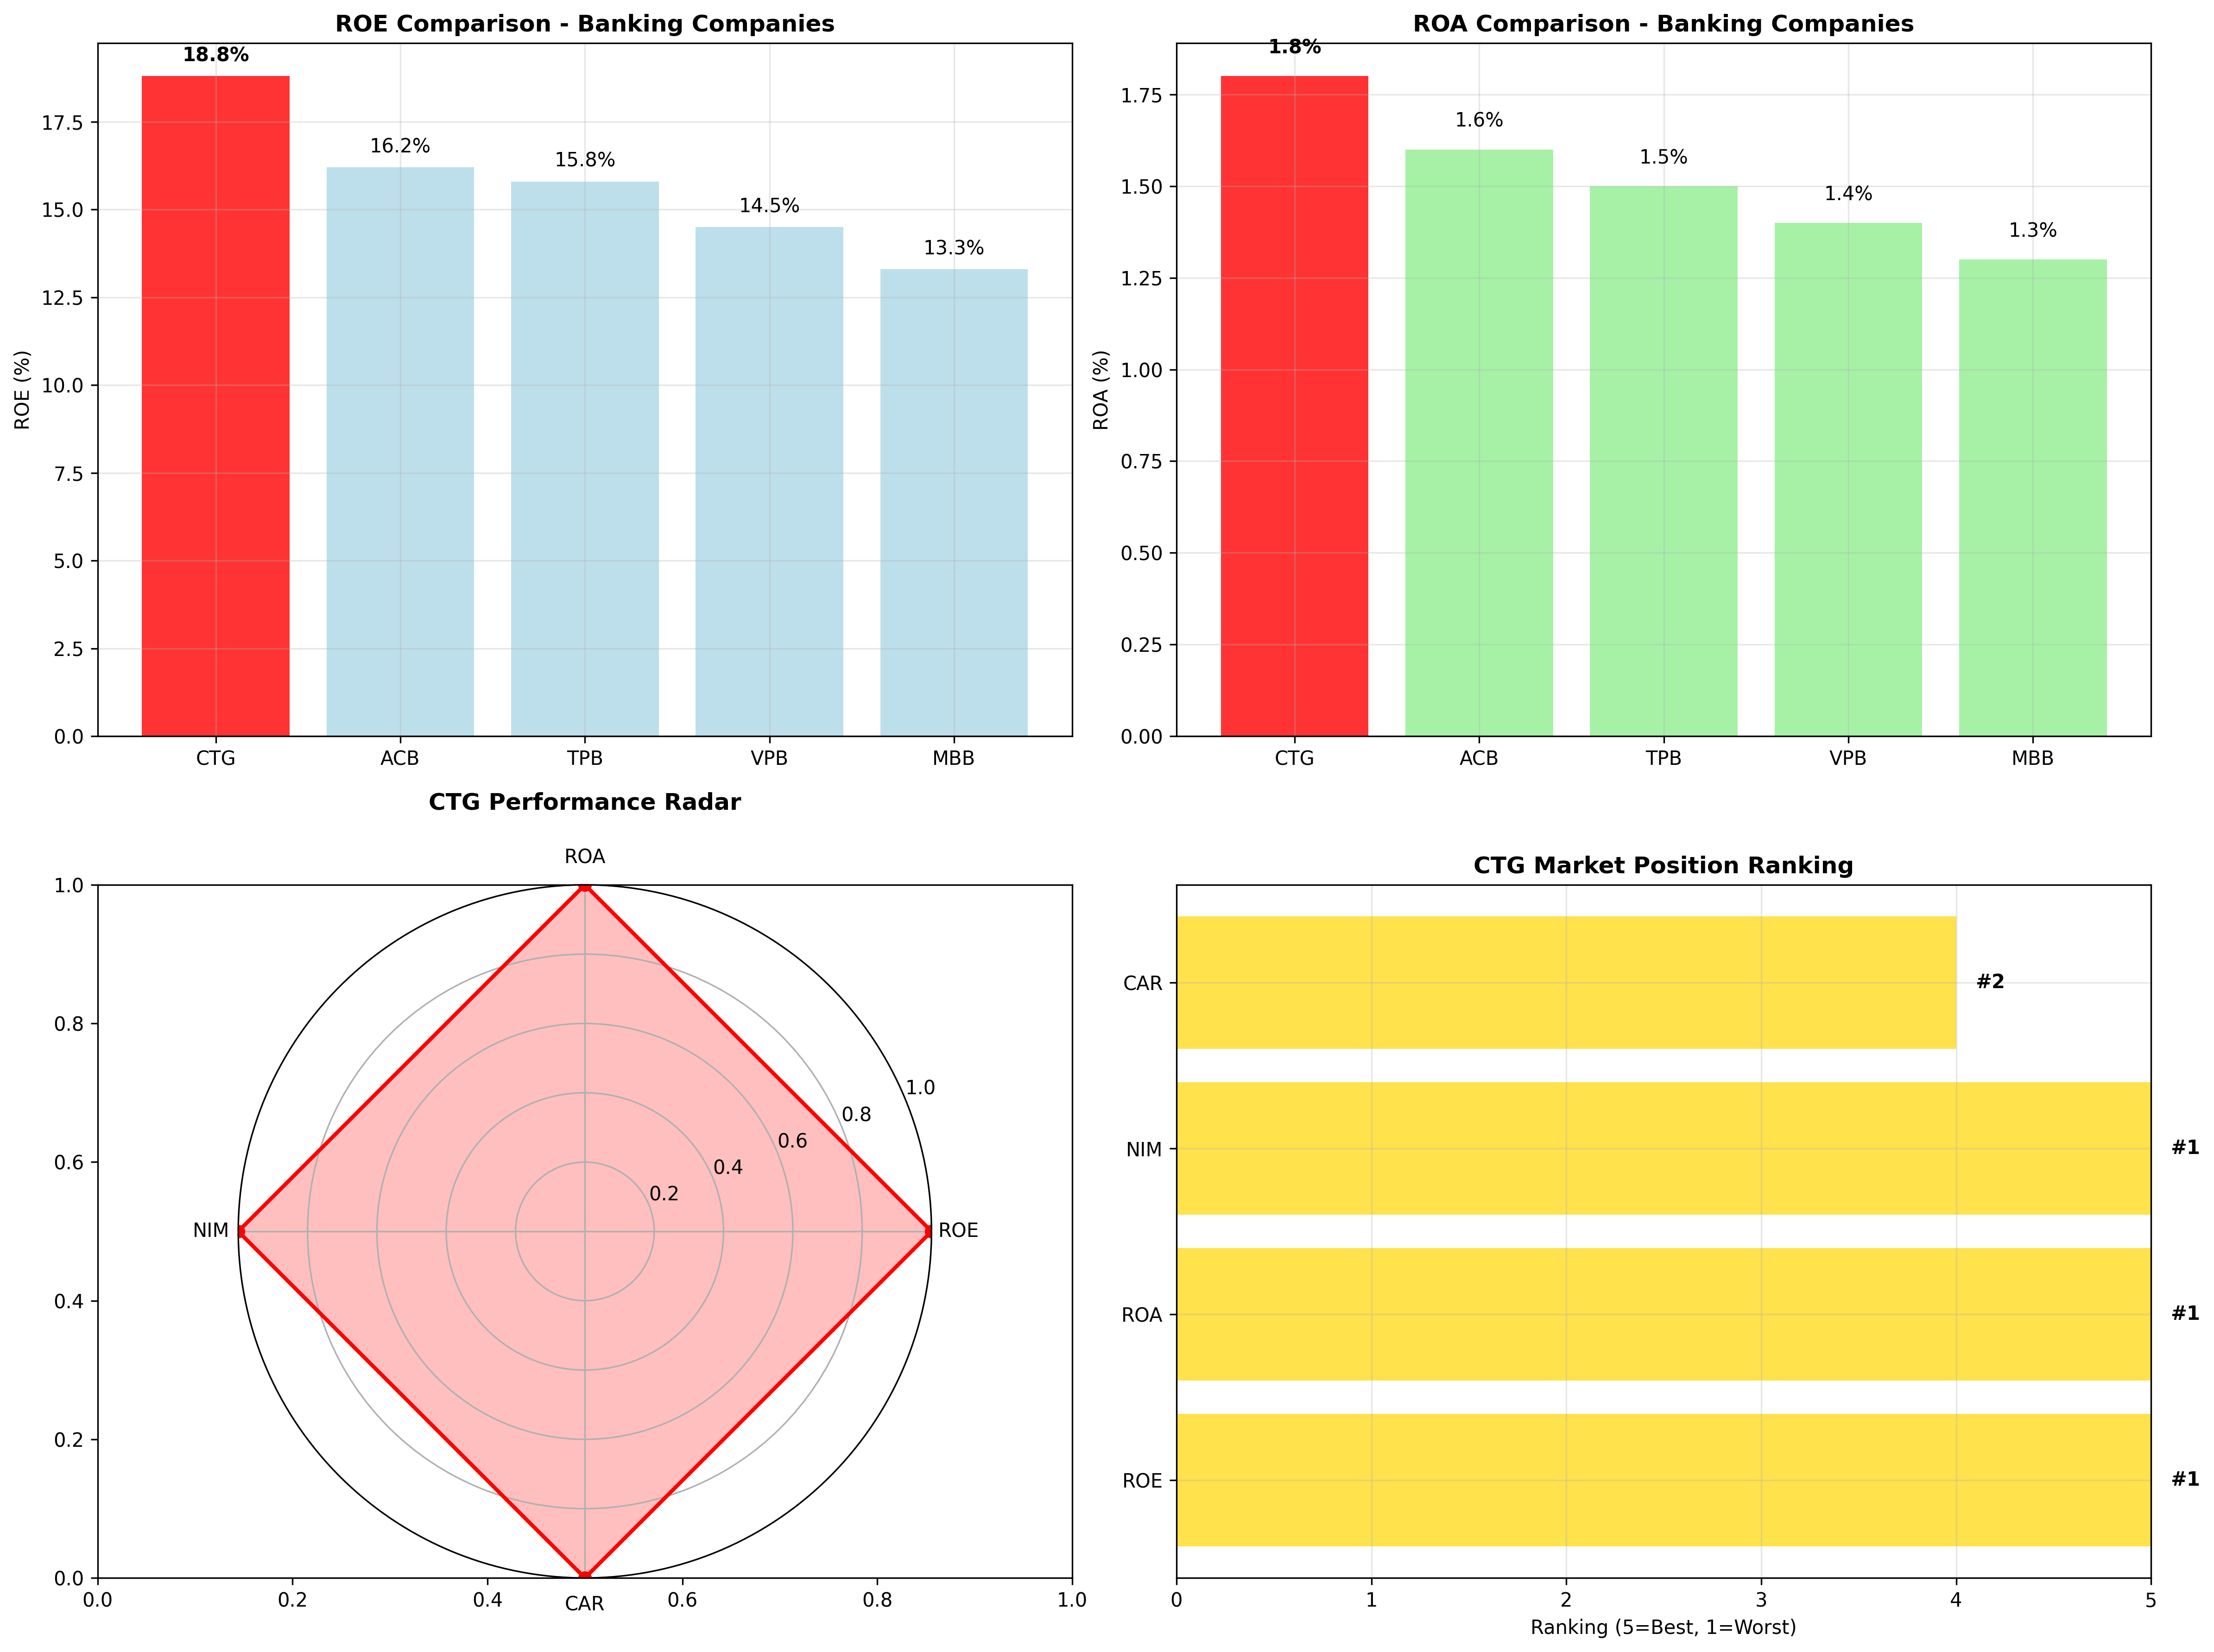 ROE Comparison - Banking Companies
18.8%
16.2%
15.8%
14.5%
13.3%
17.5
15.0
12.5
10.0
7.5
5.0
2.5
0.0
ROE (%)
CTG ACB TPB VPB MBB
ROA Comparison - Banking Companies
1.8%
1.6%
1.5%
1.4%
1.3%
1.75
1.50
1.25
1.00
0.75
0.50
0.25
0.00
ROA (%)
CTG ACB TPB VPB MBB
CTG Performance Radar
ROA
NIM
ROE
CAR
1.0
0.8
0.6
0.4
0.2
1.0
0.8
0.6
0.4
0.2
0.0
0.0 0.2 0.4 0.6 0.8 1.0
CTG Market Position Ranking
CAR #2
NIM #1
ROA #1
ROE #1
0 1 2 3 4 5
Ranking (5=Best, 1=Worst)